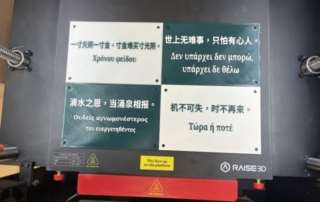 一寸光阴一寸金，寸金难买寸光阴。
Χρόνου φείδου
世上无难事，只怕有心人。
Δεν υπάρχει δεν μπορώ,
υπάρχει δε θέλω
滴水之恩，当涌泉相报。
Ουδείς αγνωμονέστερος
του ευεργετηθέντος
机不可失，时不再来。
Τώρα ή ποτέ
RAISE3D